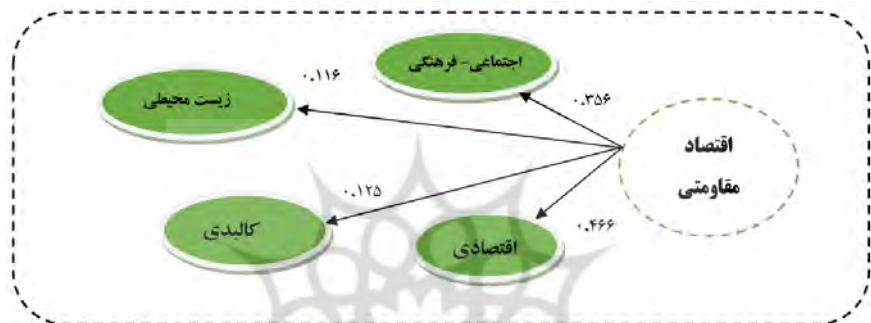 اجتماعی- فرهنگی
۰.۱۱۶
زیست محیطی
۰.۳۵۶
اقتصاد
مقاومتی
۰.۱۲۵
کالبدی
۰.۴۶۶
اقتصادی